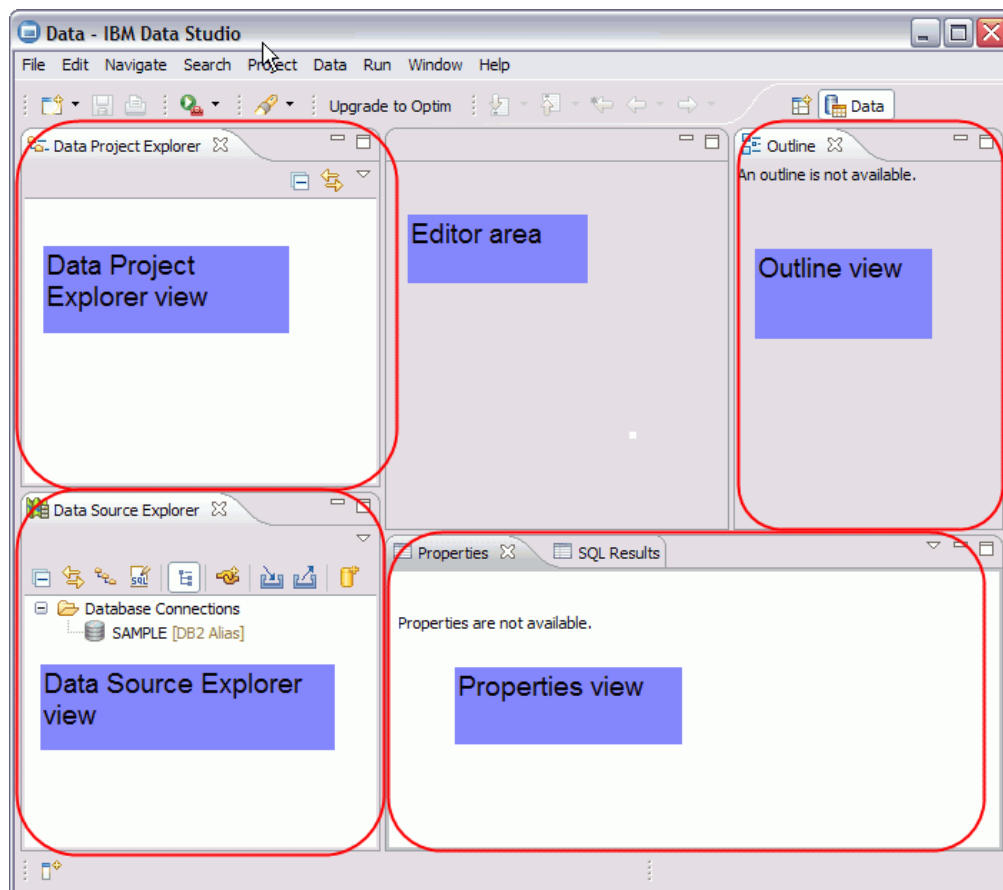 Data - IBM Data Studio
File Edit Navigate Search Project Data Run Window Help
Upgrade to Optim
Data
Data Project Explorer
Outline
An outline is not available.
Editor area
Data Project
Explorer view
Outline view
Data Source Explorer
SQL
Database Connections
SAMPLE [DB2 Alias]
Data Source Explorer
view
Properties
SQL Results
Properties are not available.
Properties view